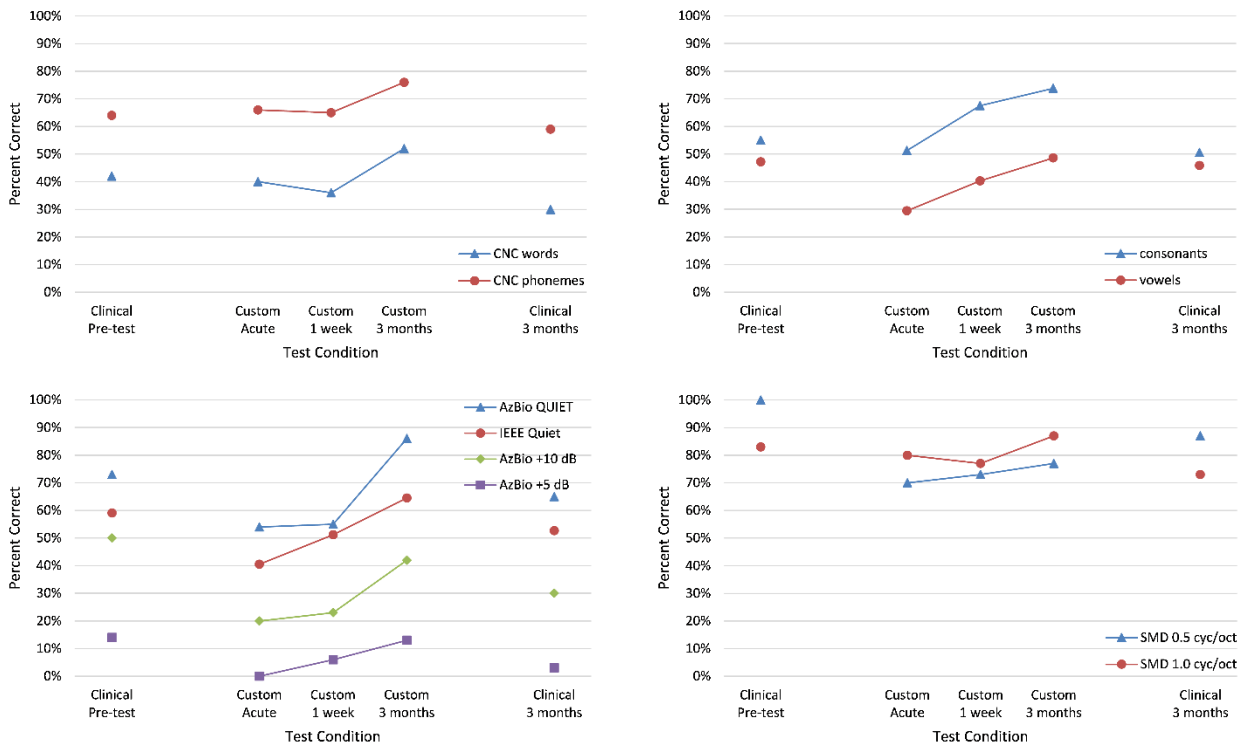 100%
90%
80%
70%
60%
50%
40%
30%
20%
10%
0%
Percent Correct
CNC words
CNC phonemes
Clinical Pre-test
Custom Acute
Custom 1 week
Custom 3 months
Clinical 3 months
Test Condition
100%
90%
80%
70%
60%
50%
40%
30%
20%
10%
0%
Percent Correct
consonants
vowels
Clinical Pre-test
Custom Acute
Custom 1 week
Custom 3 months
Clinical 3 months
Test Condition
100%
90%
80%
70%
60%
50%
40%
30%
20%
10%
0%
Percent Correct
AzBio QUIET
IEEE Quiet
AzBio +10 dB
AzBio +5 dB
Clinical Pre-test
Custom Acute
Custom 1 week
Custom 3 months
Clinical 3 months
Test Condition
100%
90%
80%
70%
60%
50%
40%
30%
20%
10%
0%
Percent Correct
SMD 0.5 cyc/oct
SMD 1.0 cyc/oct
Clinical Pre-test
Custom Acute
Custom 1 week
Custom 3 months
Clinical 3 months
Test Condition